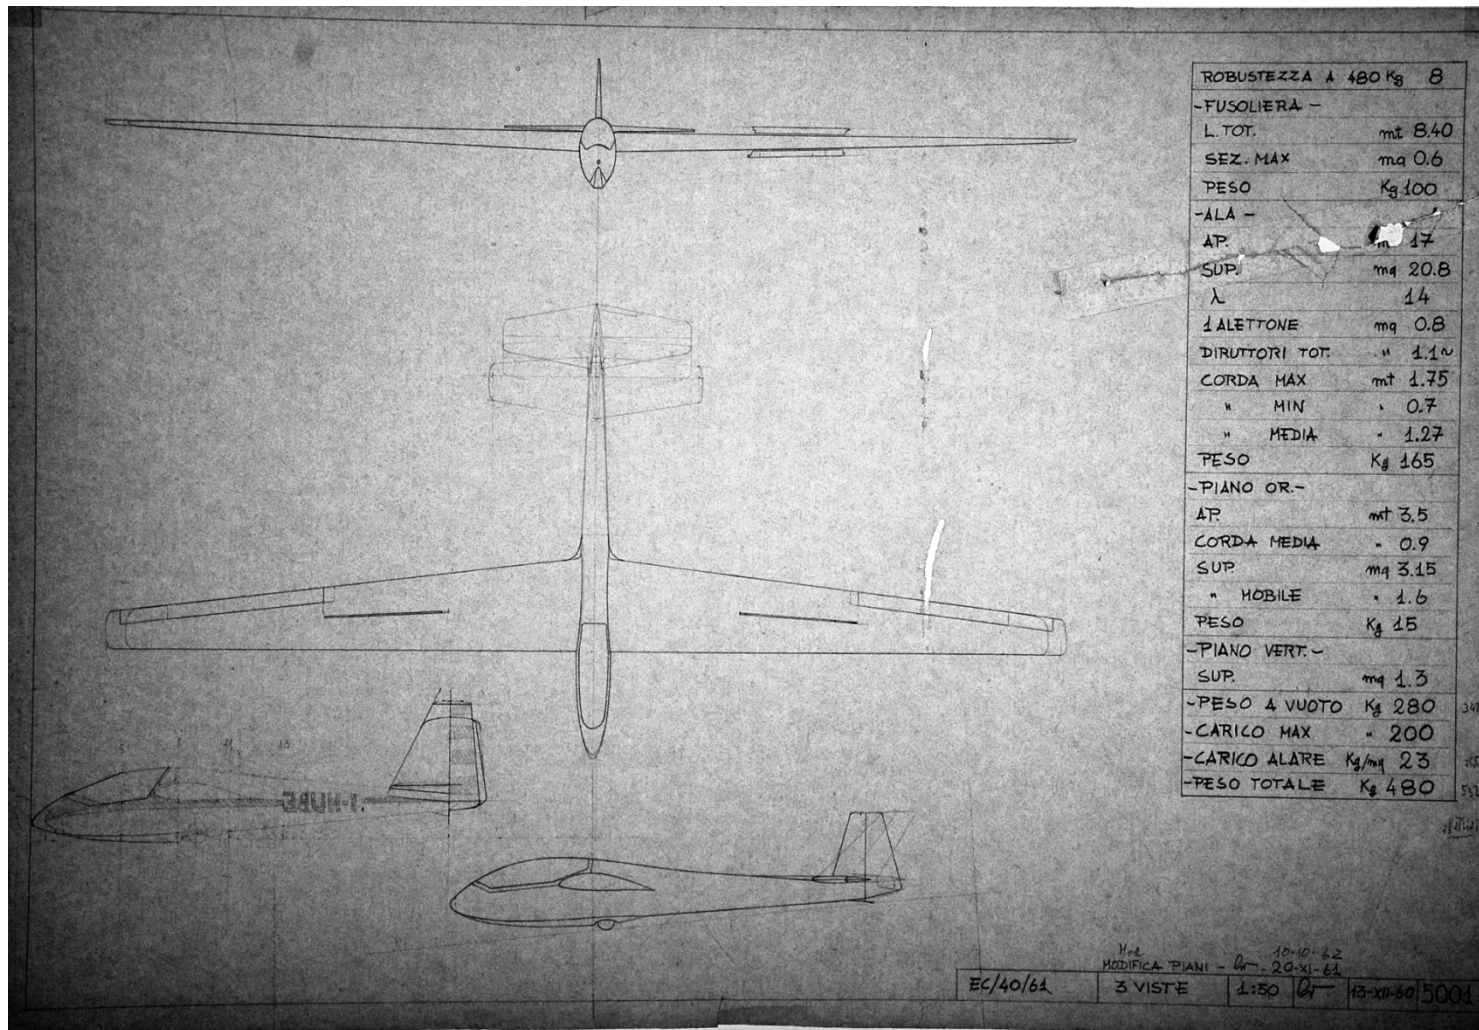 ROBUSTEZZA A 480 Kg 8
-FUSOLIERA-
L. TOT. mt 8.40
SEZ. MAX mq 0.6
PESO Kg 100
-ALA-
AP. m 17
SUP. mq 20.8
λ 14
1 ALETTONE mq 0.8
DIRUTTORI TOT. " 1.1~
CORDA MAX mt 1.75
" MIN " 0.7
" MEDIA " 1.27
PESO Kg 165
-PIANO OR.-
AP. mt 3.5
CORDA MEDIA " 0.9
SUP mq 3.15
" MOBILE " 1.6
PESO Kg 15
-PIANO VERT.-
SUP. mq 1.3
-PESO A VUOTO Kg 280
-CARICO MAX " 200
-CARICO ALARE Kg/mq 23
-PESO TOTALE Kg 480
I-HUBE
Mod 10-10-62
MODIFICA PIANI - 20-XI-61
EC/40/61 3 VISTE 1:50 13-XII-60 5001